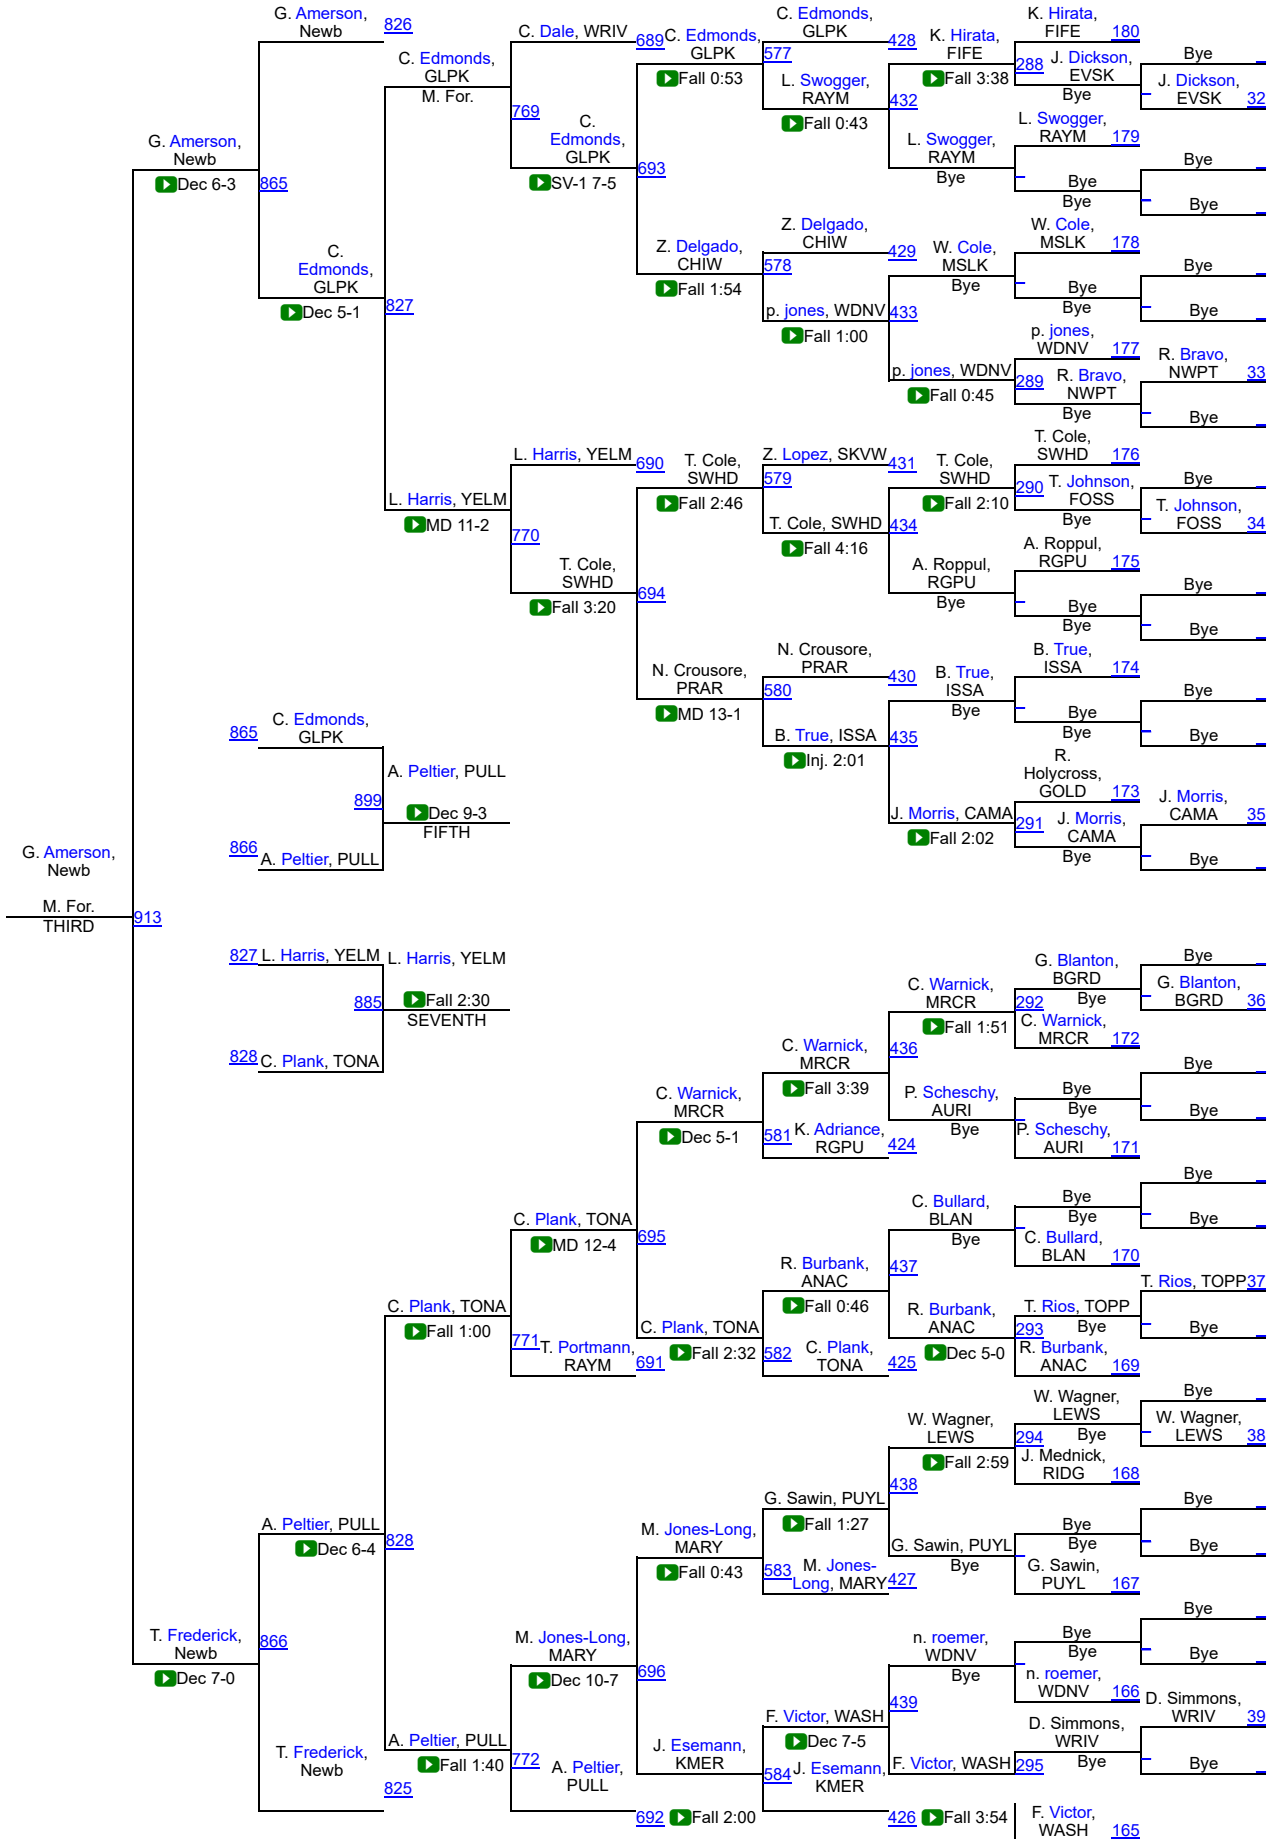 G. Amerson,
Newb
826
C. Edmonds,
GLPK
M. For.
C. Dale, WRIV
689
C. Edmonds,
GLPK
Fall 0:53
C. Edmonds,
GLPK
428
577
L. Swogger,
RAYM
Fall 0:43
K. Hirata,
FIFE
Fall 3:38
432
L. Swogger,
RAYM
Bye
K. Hirata,
FIFE
180
288
J. Dickson,
EVSK
Bye
Bye
J. Dickson,
EVSK
32
L. Swogger,
RAYM
179
Bye
Bye
Bye
Bye
G. Amerson,
Newb
Dec 6-3
865
769
C.
Edmonds,
GLPK
SV-1 7-5
693
C.
Edmonds,
GLPK
Dec 5-1
827
Z. Delgado,
CHIW
Fall 1:54
Z. Delgado,
CHIW
429
578
p. jones, WDNV
Fall 1:00
W. Cole,
MSLK
Bye
433
p. jones, WDNV
Fall 0:45
W. Cole,
MSLK
178
Bye
Bye
Bye
Bye
p. jones,
WDNV
177
289
R. Bravo,
NWPT
Bye
R. Bravo,
NWPT
33
Bye
L. Harris, YELM
MD 11-2
L. Harris, YELM
690
770
T. Cole,
SWHD
Fall 3:20
T. Cole,
SWHD
Fall 2:46
694
N. Crousore,
PRAR
MD 13-1
Z. Lopez, SKVW
431
579
T. Cole, SWHD
Fall 4:16
T. Cole,
SWHD
Fall 2:10
434
A. Roppul,
RGPU
Bye
T. Cole,
SWHD
176
290
T. Johnson,
FOSS
Bye
Bye
T. Johnson,
FOSS
34
A. Roppul,
RGPU
175
Bye
Bye
Bye
Bye
N. Crousore,
PRAR
430
580
B. True, ISSA
Inj. 2:01
B. True,
ISSA
Bye
435
J. Morris, CAMA
Fall 2:02
B. True,
ISSA
174
Bye
Bye
Bye
Bye
R.
Holycross,
GOLD
173
291
J. Morris,
CAMA
Bye
J. Morris,
CAMA
35
Bye
865
C. Edmonds,
GLPK
899
A. Peltier, PULL
Dec 9-3
FIFTH
866
A. Peltier, PULL
G. Amerson,
Newb
M. For.
THIRD
913
827
L. Harris, YELM
L. Harris, YELM
885
Fall 2:30
SEVENTH
828
C. Plank, TONA
C. Warnick,
MRCR
Dec 5-1
C. Warnick,
MRCR
Fall 3:39
581
K. Adriance,
RGPU
424
C. Warnick,
MRCR
Fall 1:51
436
P. Scheschy,
AURI
Bye
G. Blanton,
BGRD
292
Bye
C. Warnick,
MRCR
172
Bye
G. Blanton,
BGRD
36
Bye
Bye
P. Scheschy,
AURI
171
Bye
Bye
C. Plank, TONA
Fall 1:00
C. Plank, TONA
MD 12-4
695
771
T. Portmann,
RAYM
691
C. Plank, TONA
Fall 2:32
R. Burbank,
ANAC
Fall 0:46
582
C. Plank,
TONA
425
C. Bullard,
BLAN
Bye
437
R. Burbank,
ANAC
Dec 5-0
Bye
Bye
C. Bullard,
BLAN
170
Bye
Bye
T. Rios, TOPP
293
Bye
R. Burbank,
ANAC
169
T. Rios, TOPP
37
Bye
A. Peltier, PULL
Dec 6-4
828
M. Jones-Long,
MARY
Fall 0:43
G. Sawin, PUYL
Fall 1:27
583
M. Jones-
Long, MARY
427
W. Wagner,
LEWS
Fall 2:59
438
G. Sawin, PUYL
Bye
W. Wagner,
LEWS
294
Bye
J. Mednick,
RIDG
168
Bye
W. Wagner,
LEWS
38
Bye
Bye
G. Sawin,
PUYL
167
Bye
Bye
T. Frederick,
Newb
Dec 7-0
866
M. Jones-Long,
MARY
Dec 10-7
696
J. Esemann,
KMER
F. Victor, WASH
Dec 7-5
584
J. Esemann,
KMER
n. roemer,
WDNV
Bye
439
F. Victor, WASH
Bye
Bye
n. roemer,
WDNV
166
Bye
Bye
D. Simmons,
WRIV
295
Bye
D. Simmons,
WRIV
39
Bye
T. Frederick,
Newb
825
A. Peltier, PULL
Fall 1:40
772
A. Peltier,
PULL
692
Fall 2:00
426
Fall 3:54
F. Victor,
WASH
165